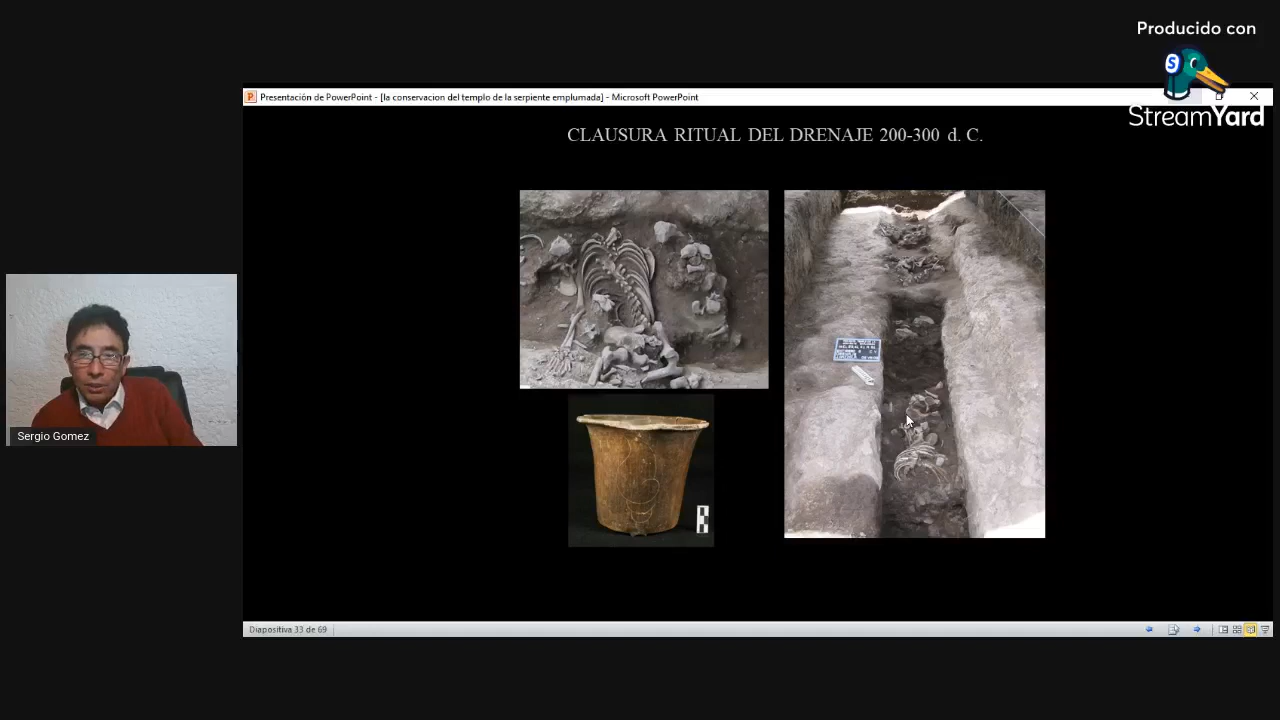 Producido con
StreamYard
Presentación de PowerPoint - [la conservacion del templo de la serpiente emplumada] - Microsoft PowerPoint
CLAUSURA RITUAL DEL DRENAJE 200-300 d. C.
Sergio Gomez
Diapositiva 33 de 69